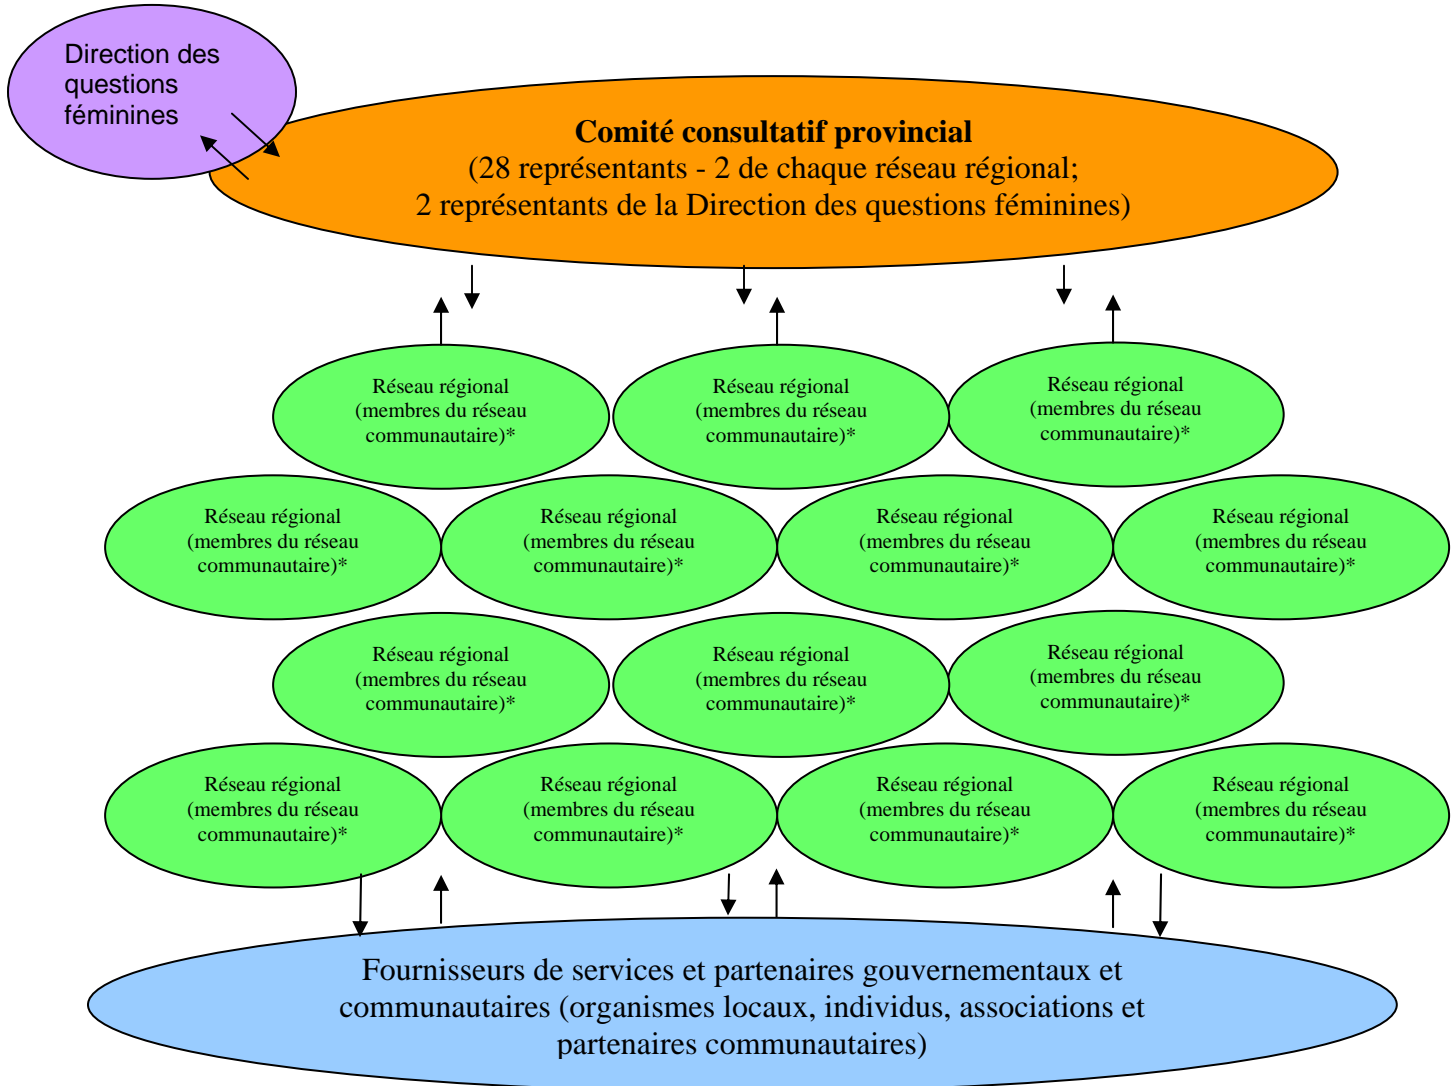 Direction des
questions
féminines
Comité consultatif provincial
(28 représentants - 2 de chaque réseau régional;
2 représentants de la Direction des questions féminines)
Réseau régional
(membres du réseau
communautaire)*
Réseau régional
(membres du réseau
communautaire)*
Réseau régional
(membres du réseau
communautaire)*
Réseau régional
(membres du réseau
communautaire)*
Réseau régional
(membres du réseau
communautaire)*
Réseau régional
(membres du réseau
communautaire)*
Réseau régional
(membres du réseau
communautaire)*
Réseau régional
(membres du réseau
communautaire)*
Réseau régional
(membres du réseau
communautaire)*
Réseau régional
(membres du réseau
communautaire)*
Réseau régional
(membres du réseau
communautaire)*
Réseau régional
(membres du réseau
communautaire)*
Réseau régional
(membres du réseau
communautaire)*
Réseau régional
(membres du réseau
communautaire)*
Fournisseurs de services et partenaires gouvernementaux et
communautaires (organismes locaux, individus, associations et
partenaires communautaires)